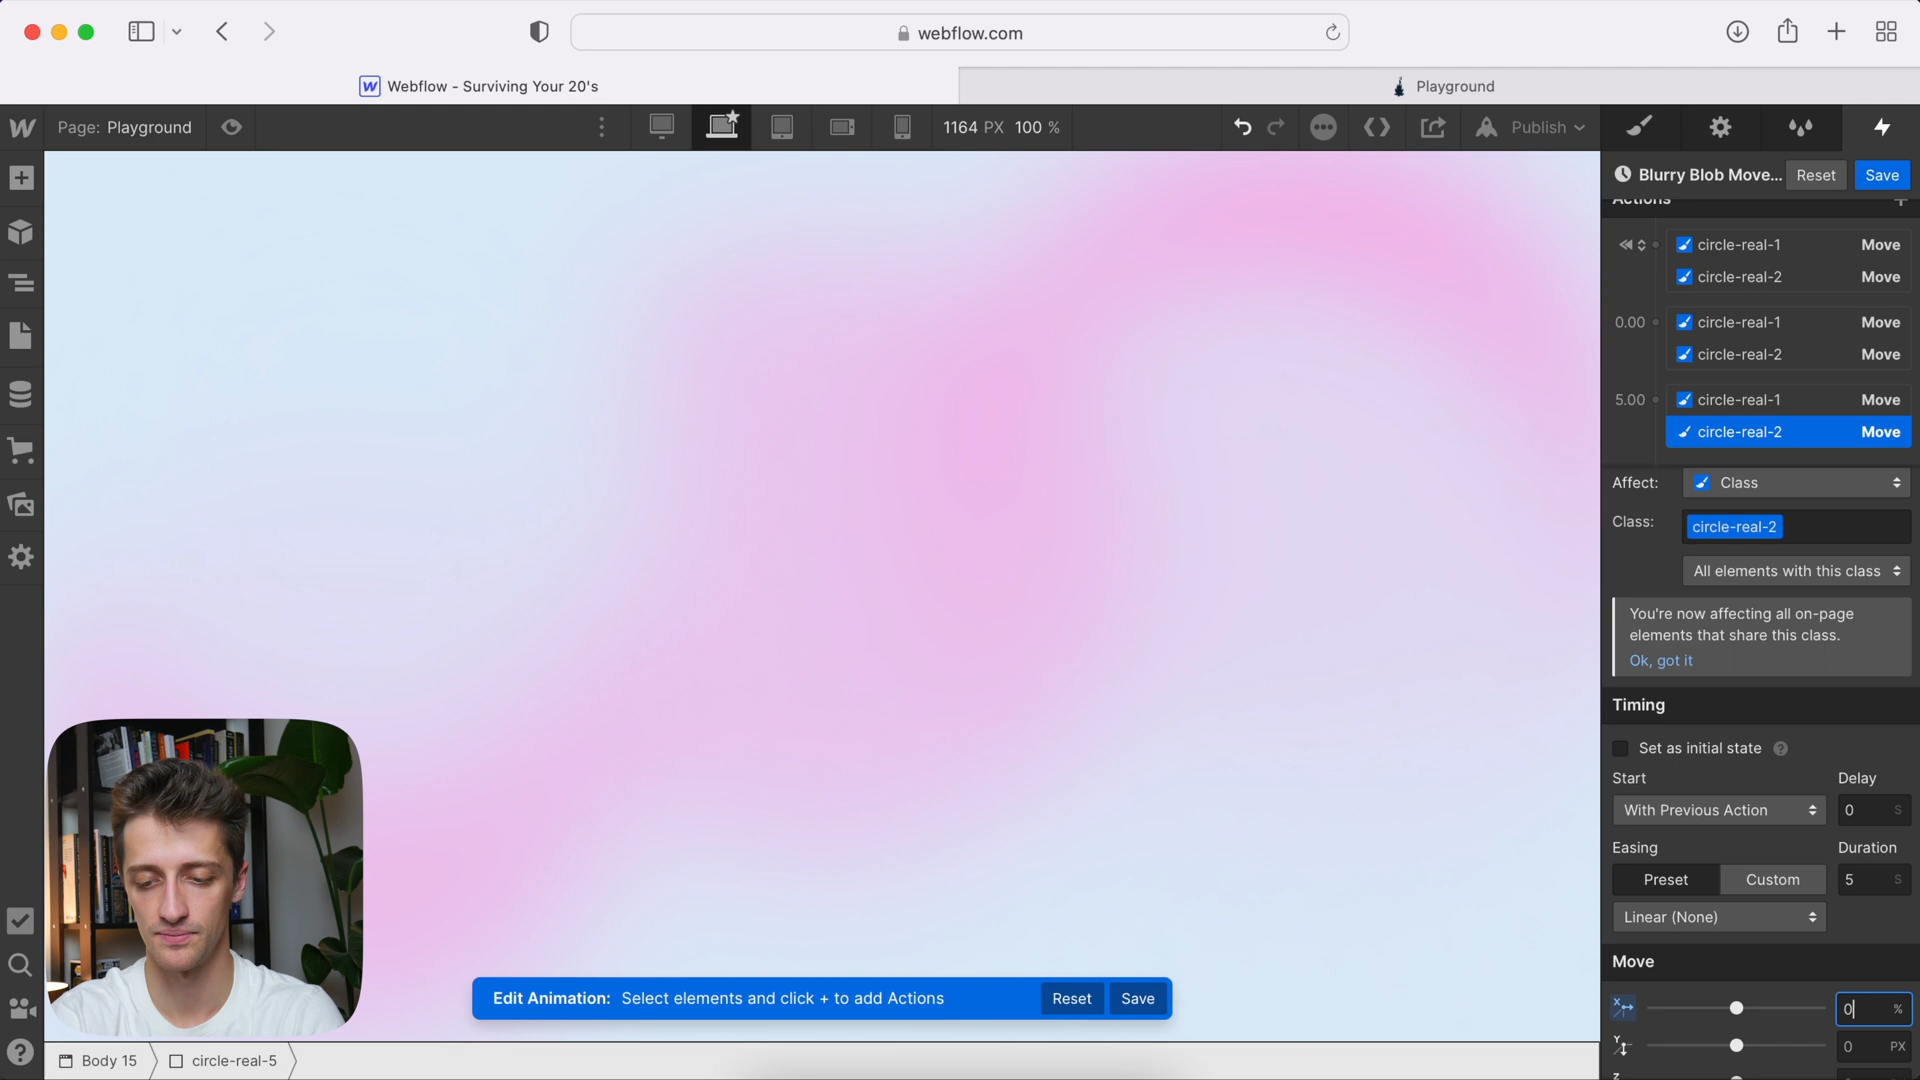 webflow.com
Webflow - Surviving Your 20's
Playground
Page: Playground
1164 PX 100 %
Publish
Blurry Blob Move...
Reset
Save
Actions
circle-real-1 Move
circle-real-2 Move
0.00
circle-real-1 Move
circle-real-2 Move
5.00
circle-real-1 Move
circle-real-2 Move
Affect: Class
Class: circle-real-2
All elements with this class
You're now affecting all on-page
elements that share this class.
Ok, got it
Timing
Set as initial state ?
Start Delay
With Previous Action 0 S
Easing Duration
Preset Custom 5 S
Linear (None)
Move
X 0 %
Y 0 PX
Z
Edit Animation: Select elements and click + to add Actions
Reset
Save
Body 15
circle-real-5